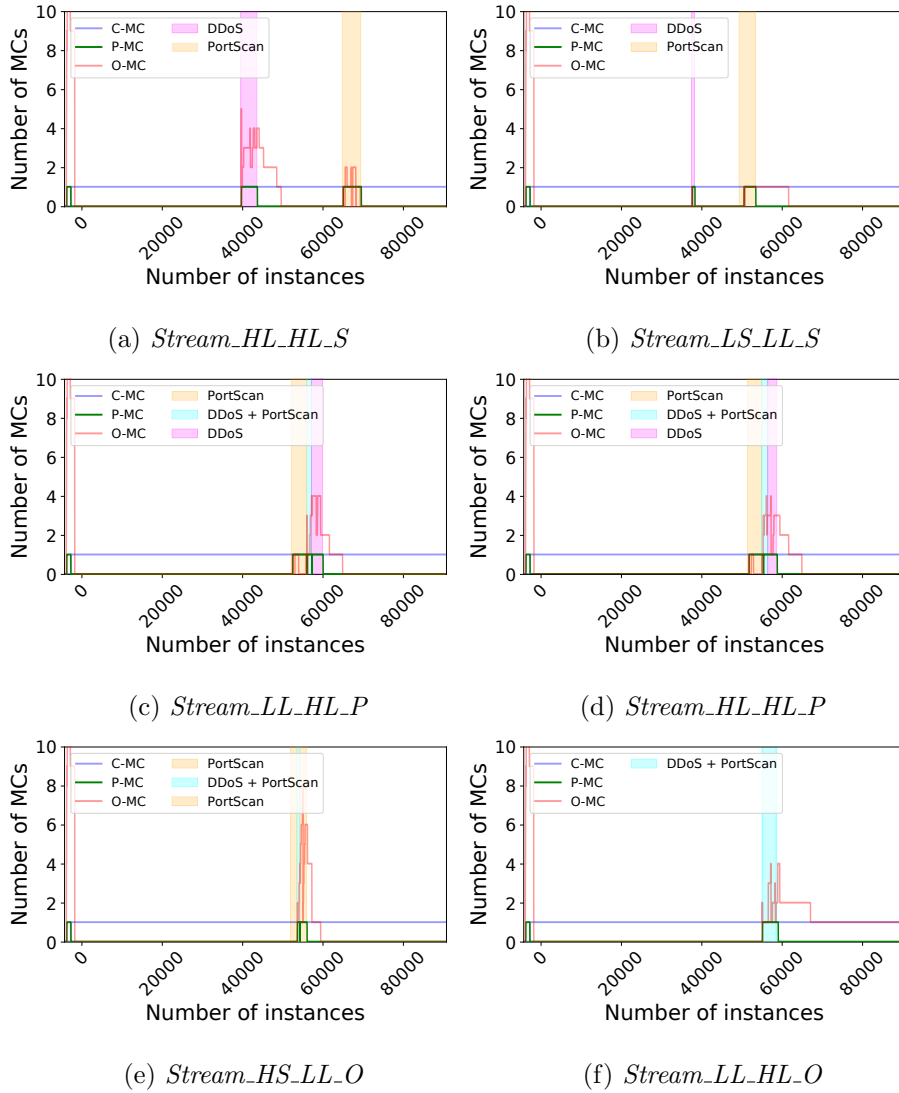 Number of MCs
10
8
6
4
2
0
C-MC
P-MC
O-MC
DDoS
PortScan
0
20000
40000
60000
80000
Number of instances
(a) Stream_HL_HL_S
Number of MCs
10
8
6
4
2
0
C-MC
P-MC
O-MC
DDoS
PortScan
0
20000
40000
60000
80000
Number of instances
(b) Stream_LS_LL_S
Number of MCs
10
8
6
4
2
0
C-MC
P-MC
O-MC
PortScan
DDoS + PortScan
DDoS
0
20000
40000
60000
80000
Number of instances
(c) Stream_LL_HL_P
Number of MCs
10
8
6
4
2
0
C-MC
P-MC
O-MC
PortScan
DDoS + PortScan
DDoS
0
20000
40000
60000
80000
Number of instances
(d) Stream_HL_HL_P
Number of MCs
10
8
6
4
2
0
C-MC
P-MC
O-MC
PortScan
DDoS + PortScan
PortScan
0
20000
40000
60000
80000
Number of instances
(e) Stream_HS_LL_O
Number of MCs
10
8
6
4
2
0
C-MC
P-MC
O-MC
DDoS + PortScan
0
20000
40000
60000
80000
Number of instances
(f) Stream_LL_HL_O